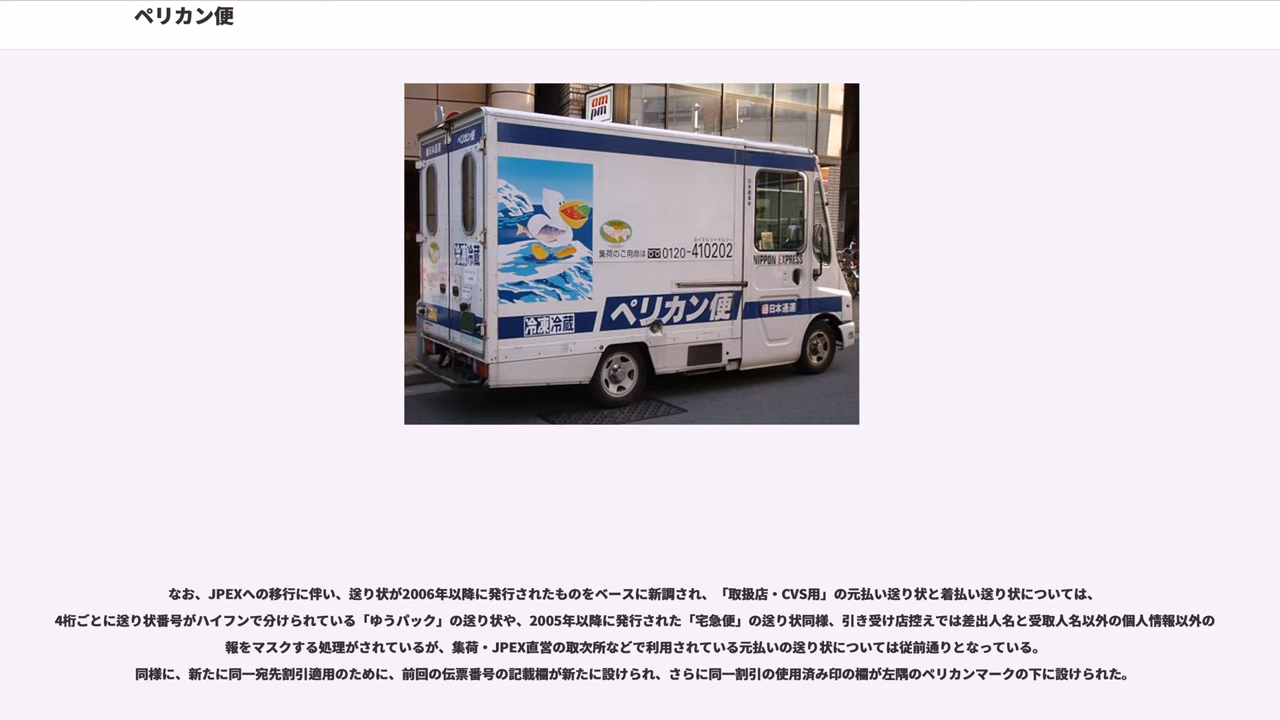 ペリカン便
am
pm
ペリカン便
冷凍冷蔵
集荷のご用命は 0120-410202
NIPPON EXPRESS
冷凍冷蔵
ペリカン便
日本通運
なお、JPEXへの移行に伴い、送り状が2006年以降に発行されたものをベースに新調され、「取扱店・CVS用」の元払い送り状と着払い送り状については、
4桁ごとに送り状番号がハイフンで分けられている「ゆうパック」の送り状や、2005年以降に発行された「宅急便」の送り状同様、引き受け店控えでは差出人名と受取人名以外の個人情報以外の
報をマスクする処理がされているが、集荷・JPEX直営の取次所などで利用されている元払いの送り状については従前通りとなっている。
同様に、新たに同一宛先割引適用のために、前回の伝票番号の記載欄が新たに設けられ、さらに同一割引の使用済み印の欄が左隅のペリカンマークの下に設けられた。